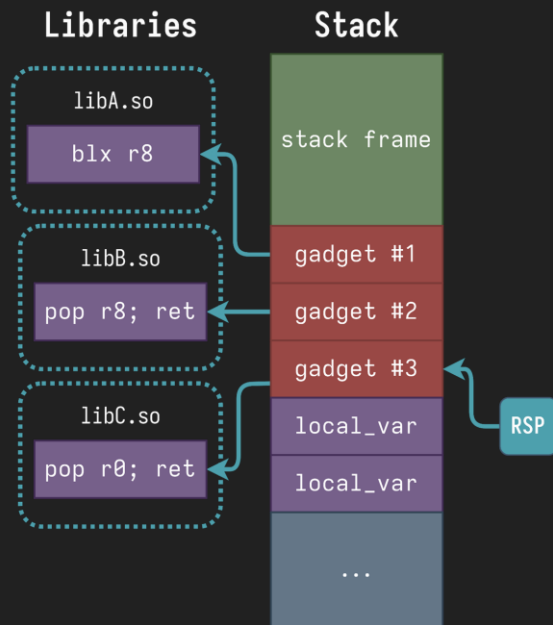 Libraries
Stack
libA.so
blx r8
stack frame
gadget #1
libB.so
pop r8; ret
gadget #2
gadget #3
libC.so
pop r0; ret
local_var
RSP
local_var
...